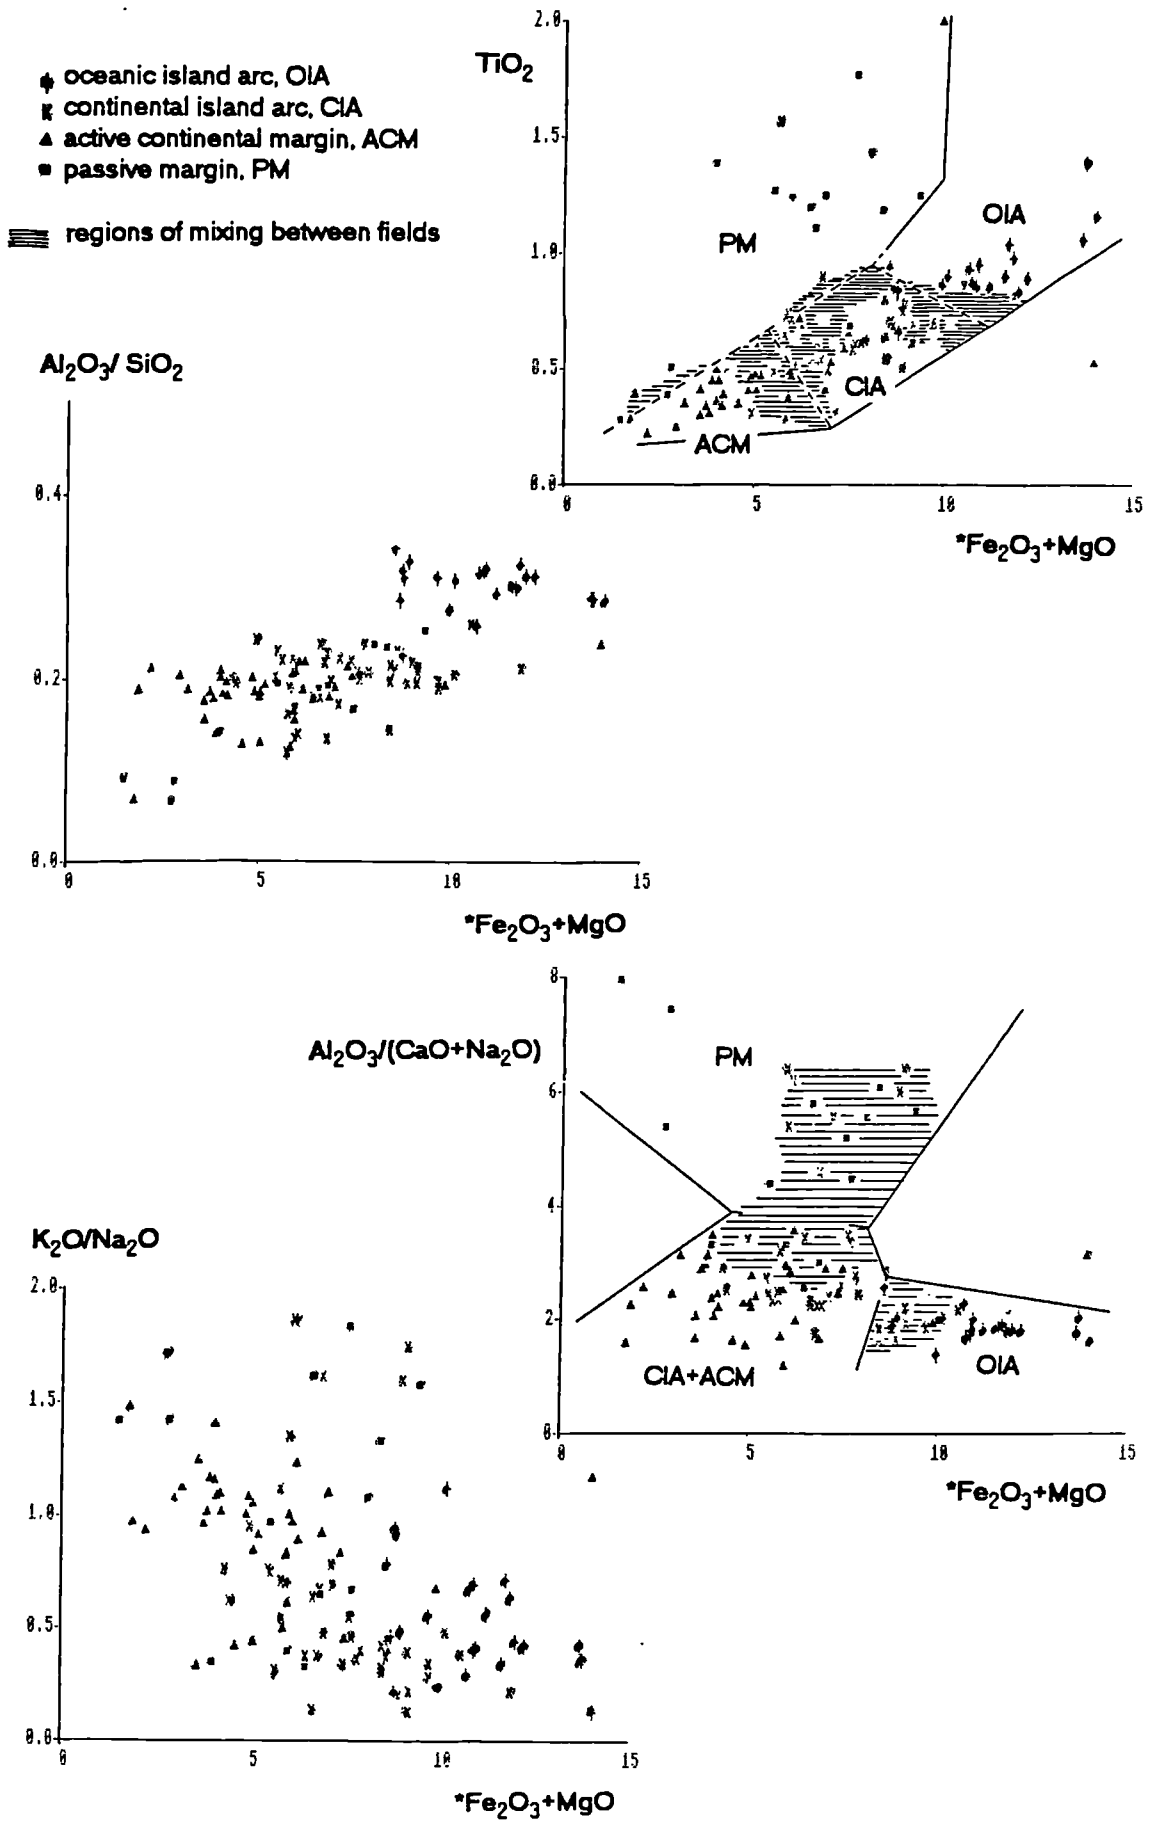 oceanic island arc, OIA
continental island arc, CIA
active continental margin, ACM
passive margin, PM
regions of mixing between fields
TiO₂
2.0
1.5
1.0
0.5
0.0
PM
OIA
CIA
ACM
0 5 10 15
*Fe₂O₃+MgO
Al₂O₃/ SiO₂
0.4
0.2
0.0
0 5 10 15
*Fe₂O₃+MgO
Al₂O₃/(CaO+Na₂O)
8
6
4
2
0
PM
CIA+ACM
OIA
0 5 10 15
*Fe₂O₃+MgO
K₂O/Na₂O
2.0
1.5
1.0
0.5
0.0
0 5 10 15
*Fe₂O₃+MgO